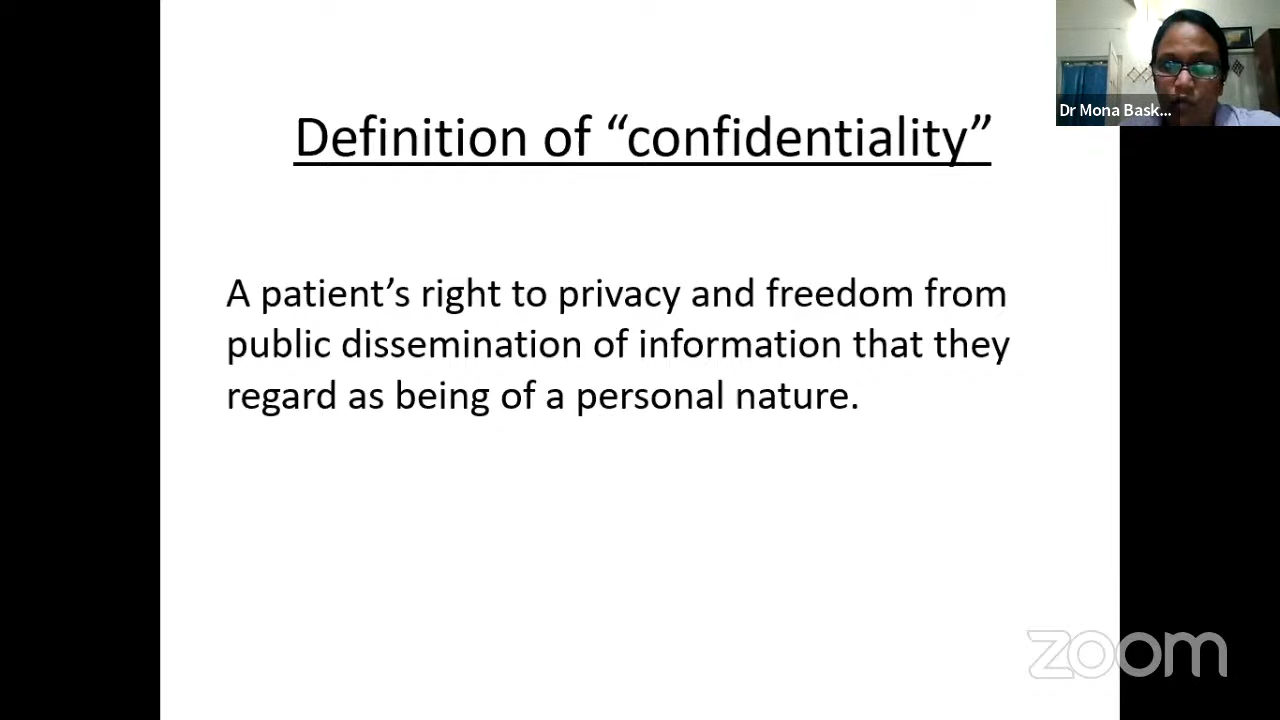 Definition of “confidentiality”
Dr Mona Bask...
A patient’s right to privacy and freedom from
public dissemination of information that they
regard as being of a personal nature.
zoom